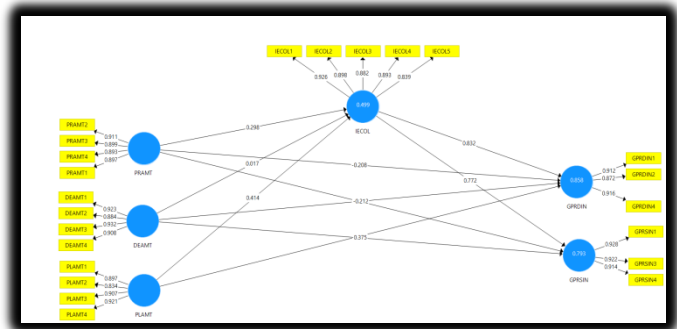 IECOL1 IECOL2 IECOL3 IECOL4 IECOL5
0.926 0.898 0.882 0.893 0.839
0.499
IECOL
PRAMT2
PRAMT3
PRAMT4
PRAMT1
0.911
0.899
0.893
0.897
PRAMT
0.298
0.017
0.414
0.832
0.772
-0.208
-0.212
0.375
DEAMT1
DEAMT2
DEAMT3
DEAMT4
0.923
0.884
0.932
0.908
DEAMT
PLAMT1
PLAMT2
PLAMT3
PLAMT4
0.897
0.834
0.907
0.921
PLAMT
0.858
GPRDIN
0.912
0.872
0.916
GPRDIN1
GPRDIN2
GPRDIN4
0.793
GPRSIN
0.928
0.922
0.914
GPRSIN1
GPRSIN3
GPRSIN4